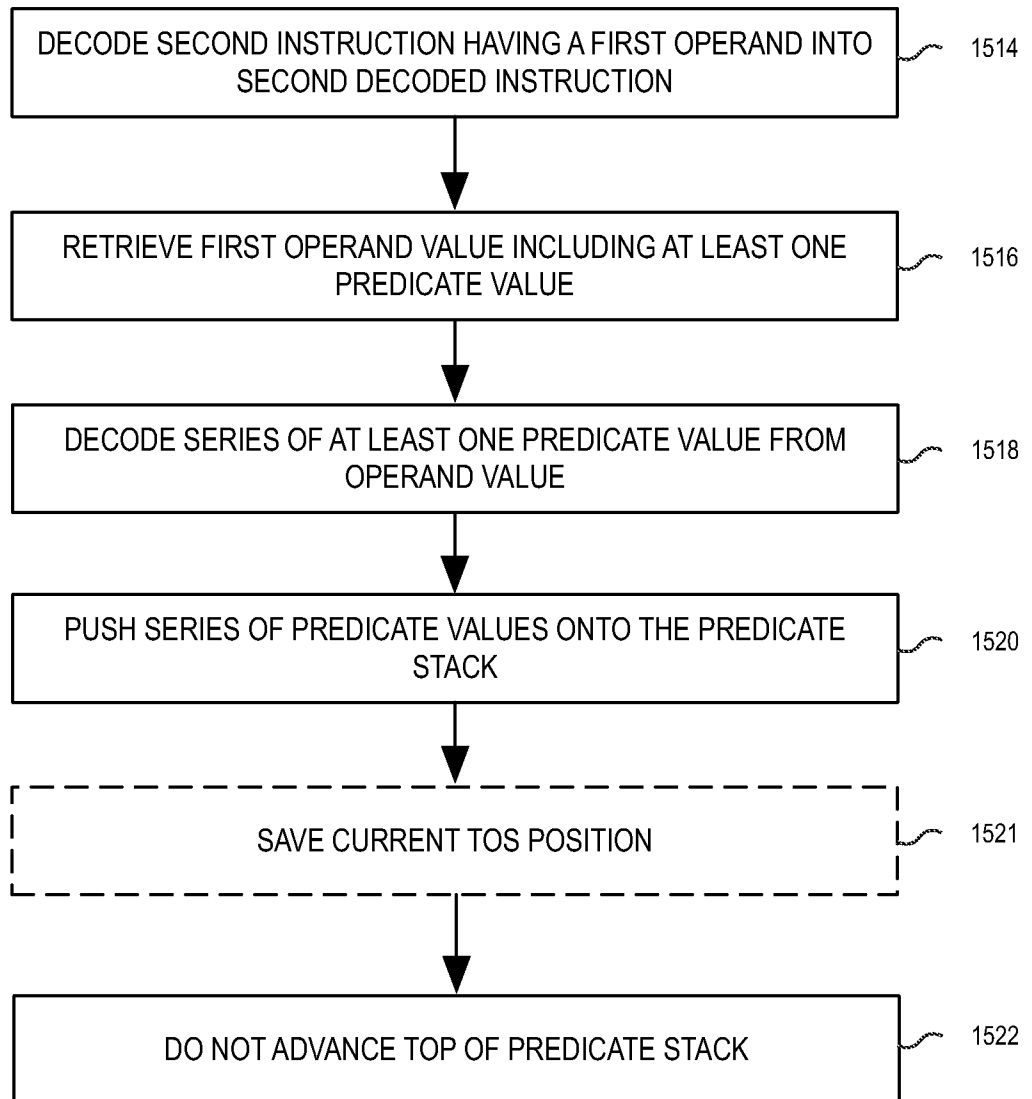 DECODE SECOND INSTRUCTION HAVING A FIRST OPERAND INTO
SECOND DECODED INSTRUCTION
1514
RETRIEVE FIRST OPERAND VALUE INCLUDING AT LEAST ONE
PREDICATE VALUE
1516
DECODE SERIES OF AT LEAST ONE PREDICATE VALUE FROM
OPERAND VALUE
1518
PUSH SERIES OF PREDICATE VALUES ONTO THE PREDICATE
STACK
1520
SAVE CURRENT TOS POSITION
1521
DO NOT ADVANCE TOP OF PREDICATE STACK
1522